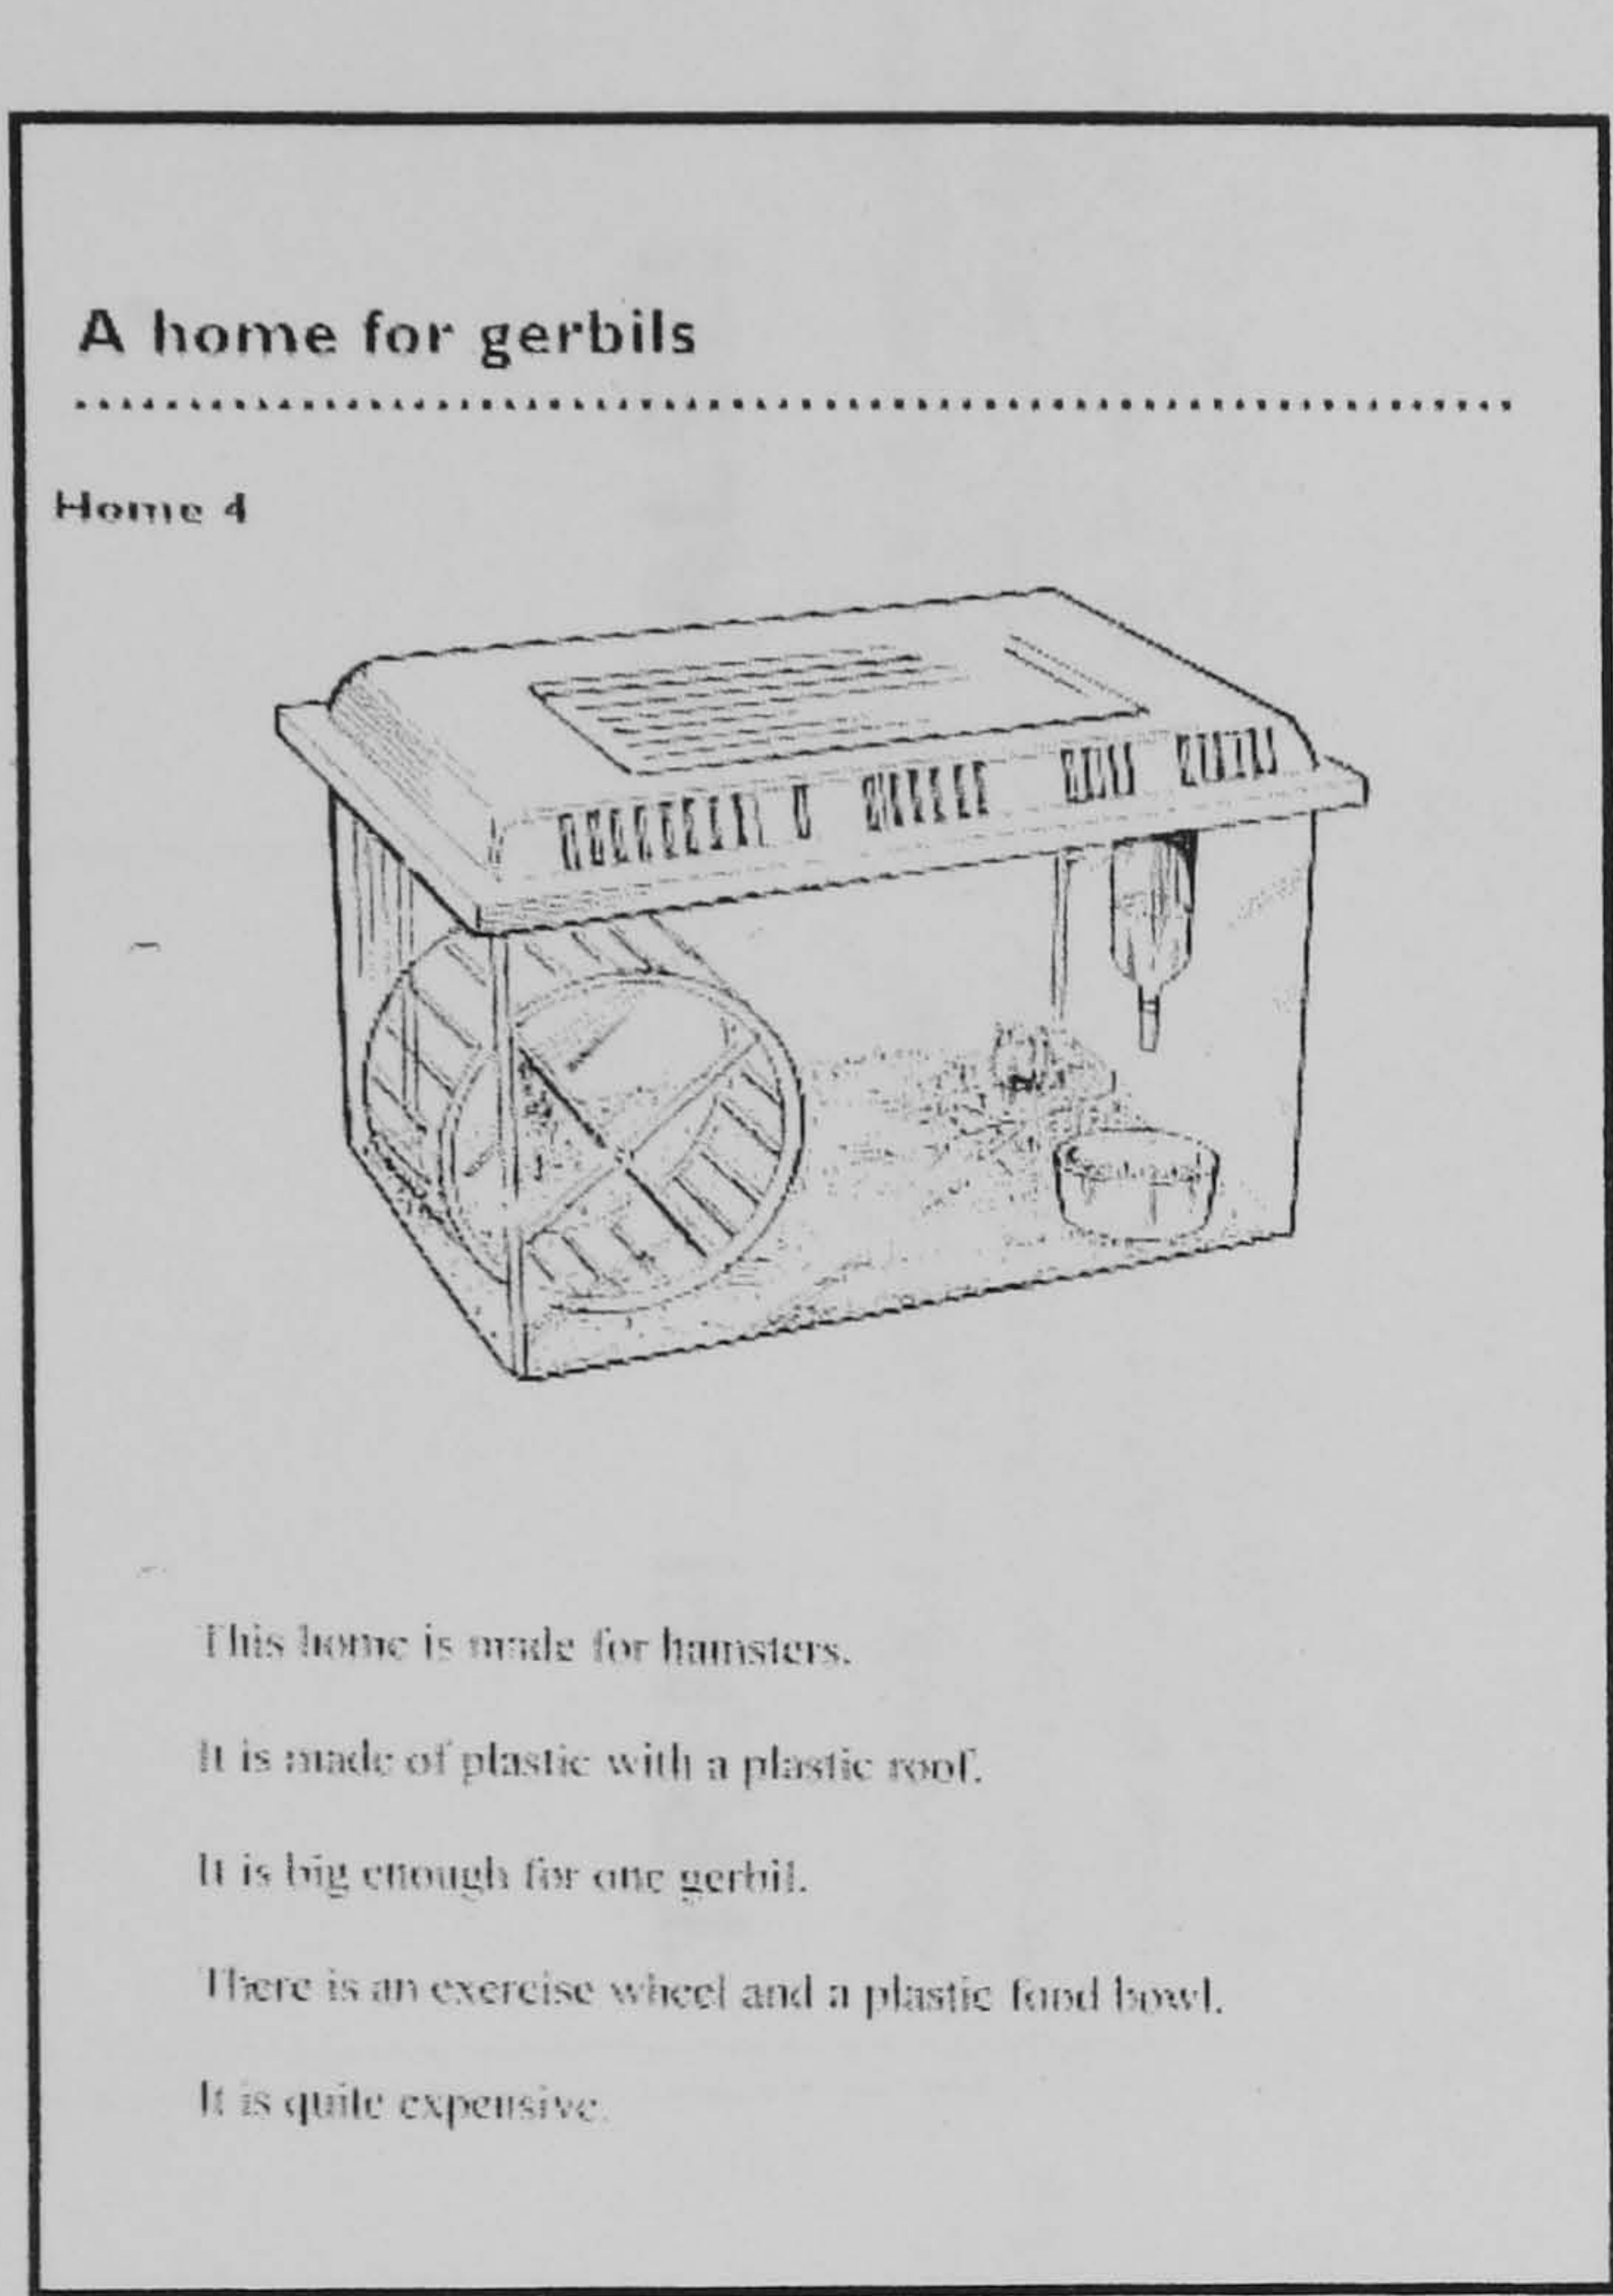 A home for gerbils
Home 4
This home is made for hamsters.
It is made of plastic with a plastic roof.
It is big enough for one gerbil.
There is an exercise wheel and a plastic food bowl.
It is quite expensive.